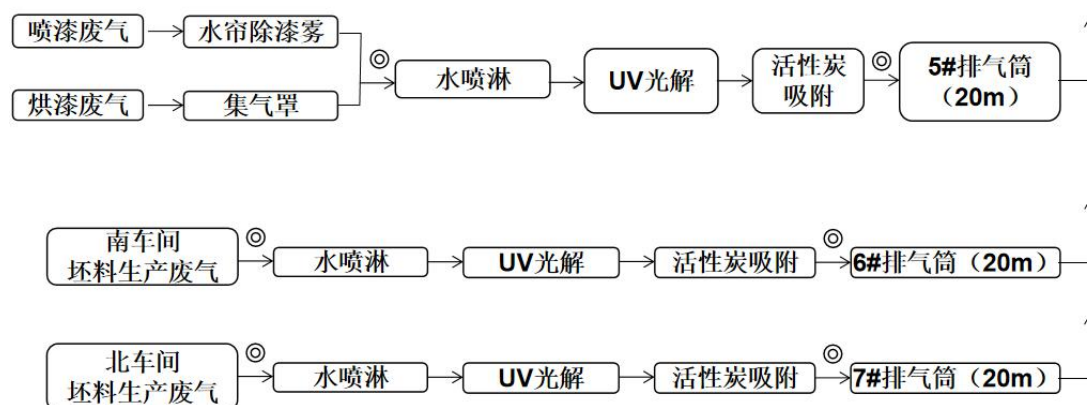 喷漆废气
水帘除漆雾
◎
水喷淋
UV光解
活性炭
吸附
◎
5#排气筒
（20m）
烘漆废气
集气罩
南车间
坯料生产废气
◎
水喷淋
UV光解
活性炭吸附
◎
6#排气筒（20m）
北车间
坯料生产废气
◎
水喷淋
UV光解
活性炭吸附
◎
7#排气筒（20m）